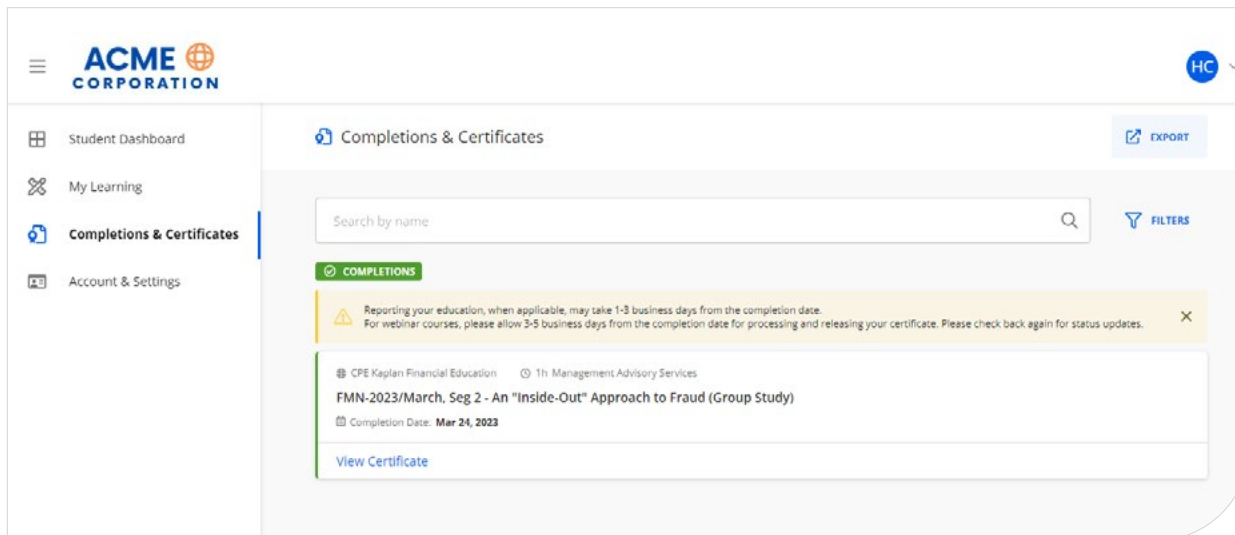 ACME
CORPORATION
HC
Student Dashboard
My Learning
Completions & Certificates
Account & Settings
Completions & Certificates
EXPORT
Search by name
FILTERS
COMPLETIONS
Reporting your education, when applicable, may take 1-3 business days from the completion date.
For webinar courses, please allow 3-5 business days from the completion date for processing and releasing your certificate. Please check back again for status updates.
CPE Kaplan Financial Education 1h Management Advisory Services
FMN-2023/March, Seg 2 - An "Inside-Out" Approach to Fraud (Group Study)
Completion Date: Mar 24, 2023
View Certificate